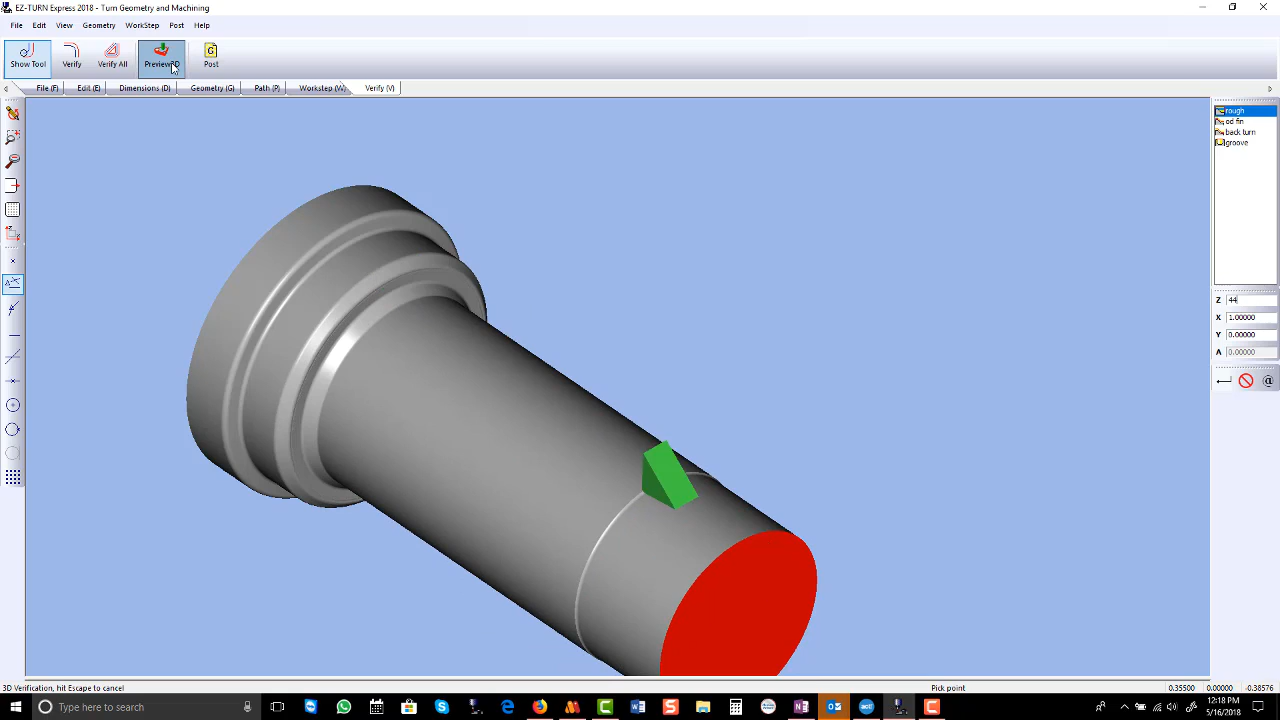 EZ-TURN Express 2018 - Turn Geometry and Machining
File Edit View Geometry WorkStep Post Help
Show Tool Verify Verify All Preview3D Post
File (F) Edit (E) Dimensions (D) Geometry (G) Path (P) Workstep (W) Verify (V)
rough
od fin
back turn
groove
Z 44
X 1.00000
Y 0.00000
A 0.00000
@
3D Verification, hit Escape to cancel Pick point 0.35500 0.00000 -0.38576
Type here to search
act
12:18 PM
5/16/2018